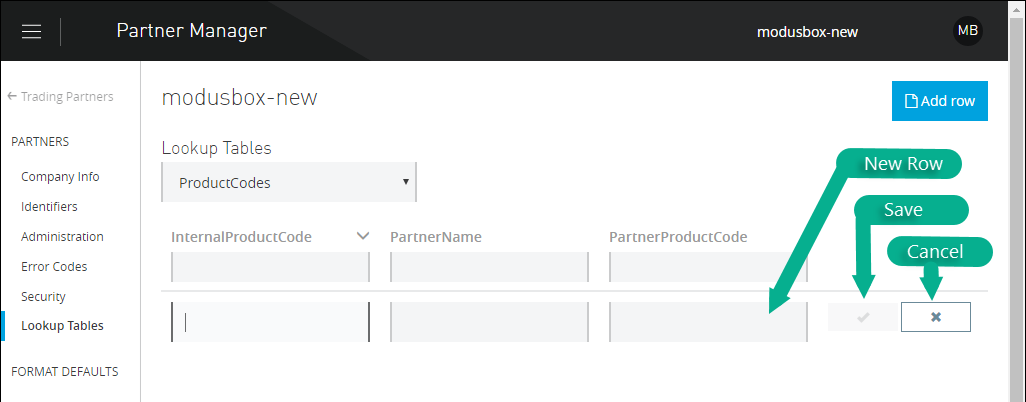 Partner Manager
modusbox-new
MB
← Trading Partners
PARTNERS
Company Info
Identifiers
Administration
Error Codes
Security
Lookup Tables
FORMAT DEFAULTS
modusbox-new
Add row
Lookup Tables
ProductCodes
New Row
Save
Cancel
InternalProductCode
PartnerName
PartnerProductCode